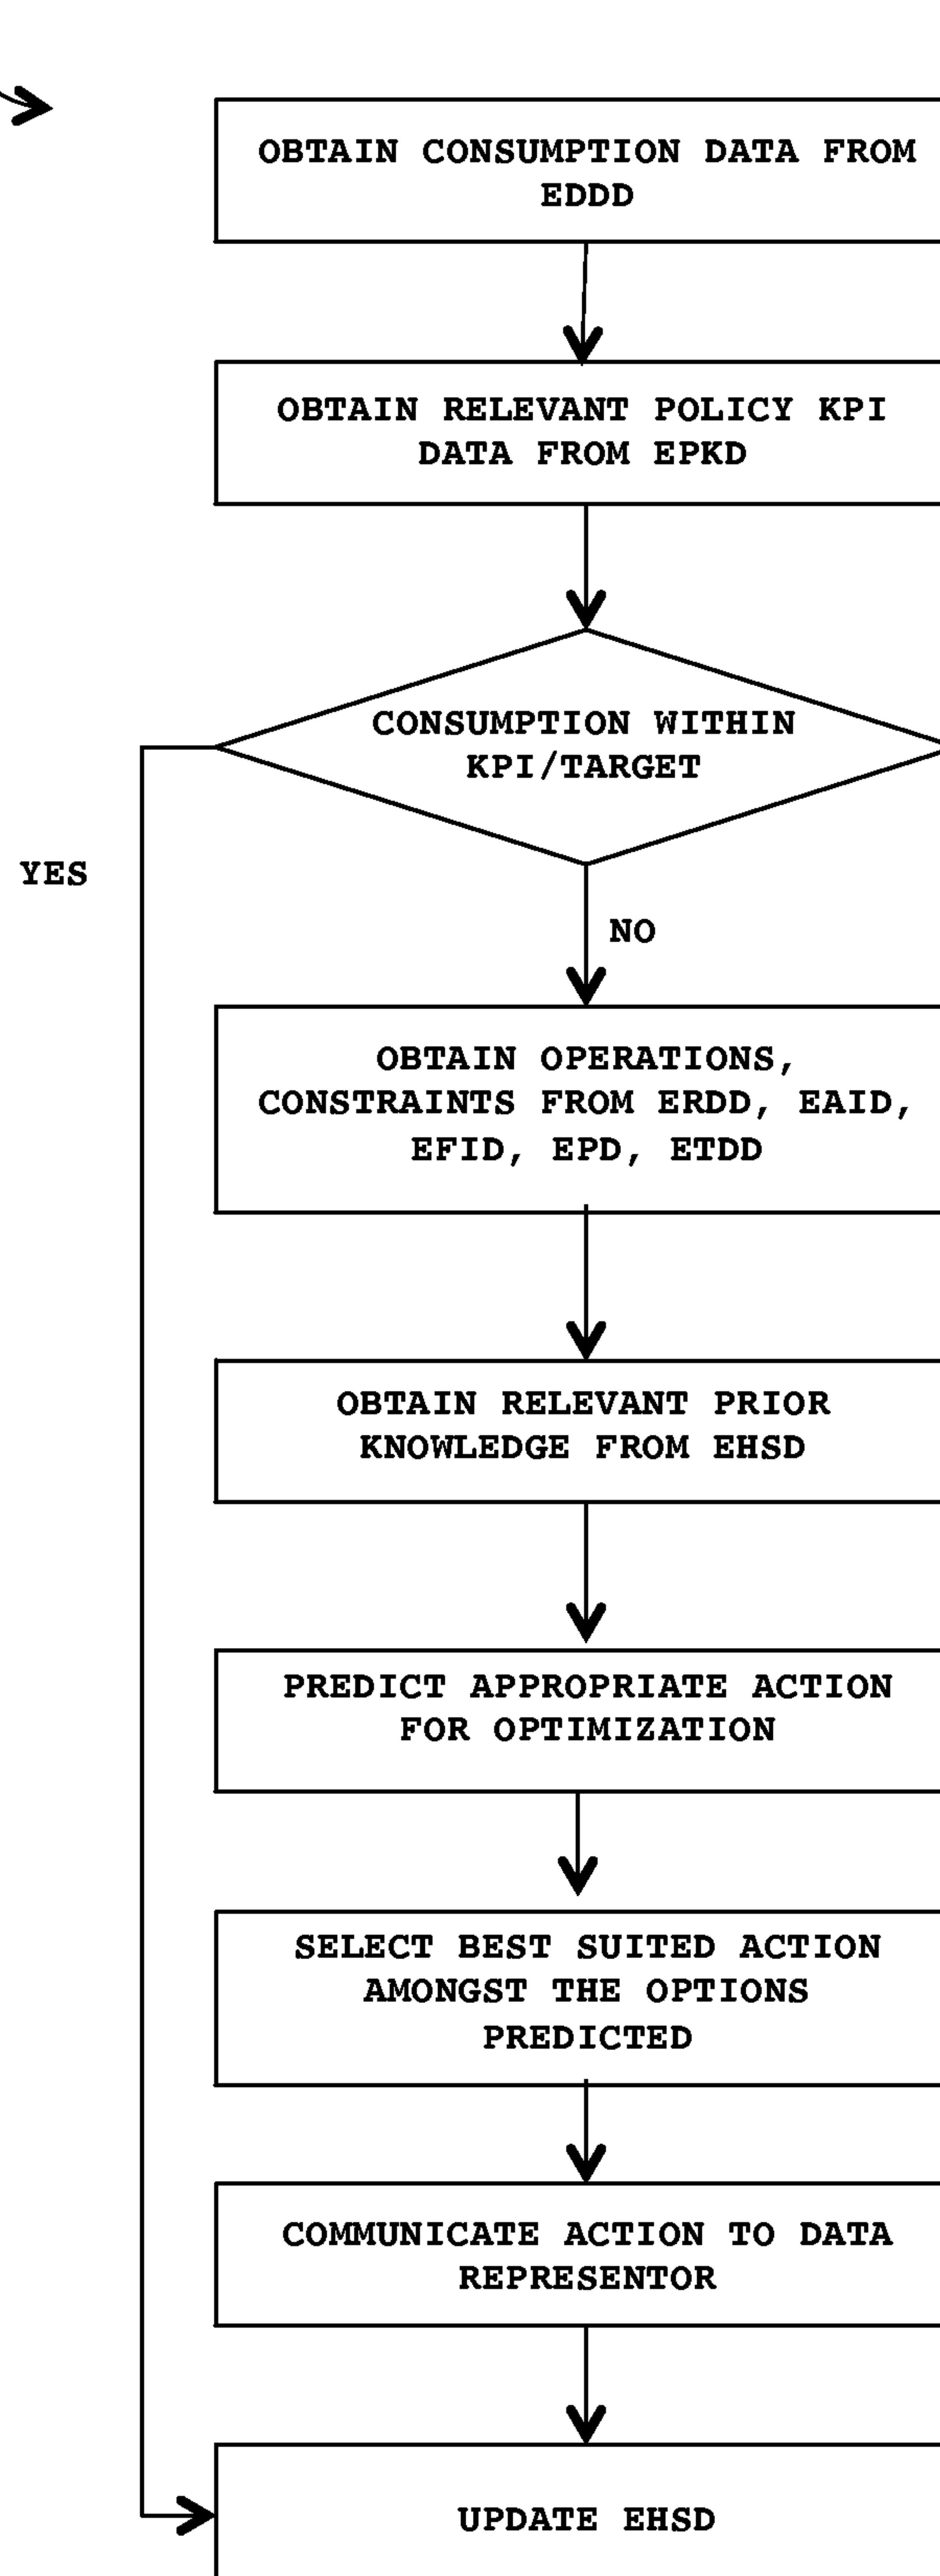 OBTAIN CONSUMPTION DATA FROM
EDDD
OBTAIN RELEVANT POLICY KPI
DATA FROM EPKD
CONSUMPTION WITHIN
KPI/TARGET
YES
NO
OBTAIN OPERATIONS,
CONSTRAINTS FROM ERDD, EAID,
EFID, EPD, ETDD
OBTAIN RELEVANT PRIOR
KNOWLEDGE FROM EHSD
PREDICT APPROPRIATE ACTION
FOR OPTIMIZATION
SELECT BEST SUITED ACTION
AMONGST THE OPTIONS
PREDICTED
COMMUNICATE ACTION TO DATA
REPRESENTOR
UPDATE EHSD